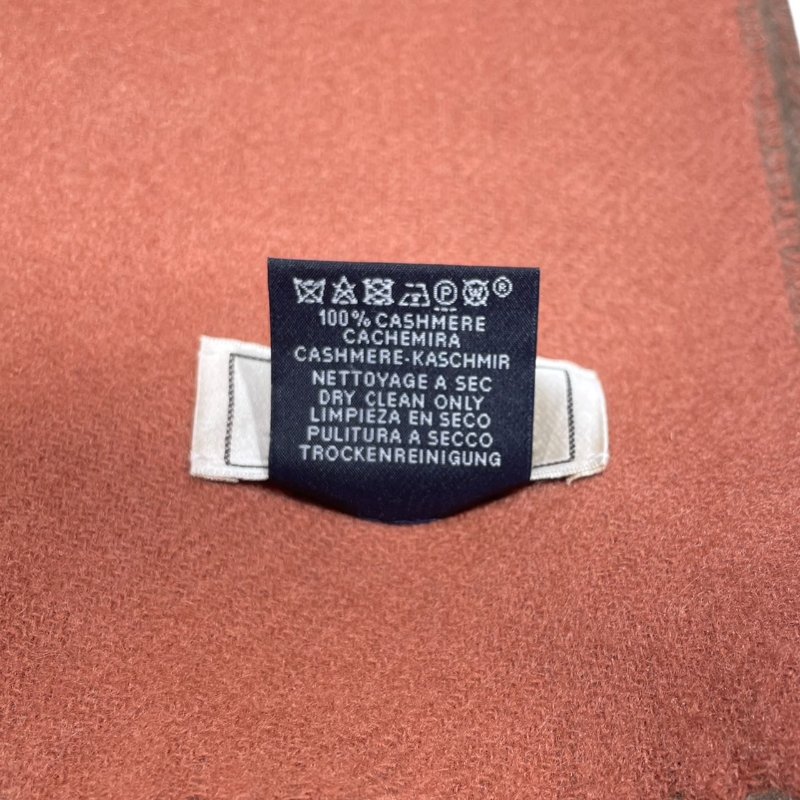 P W ®
100% CASHMERE
CACHEMIRA
CASHMERE-KASCHMIR
NETTOYAGE A SEC
DRY CLEAN ONLY
LIMPIEZA EN SECO
PULITURA A SECCO
TROCKENREINIGUNG